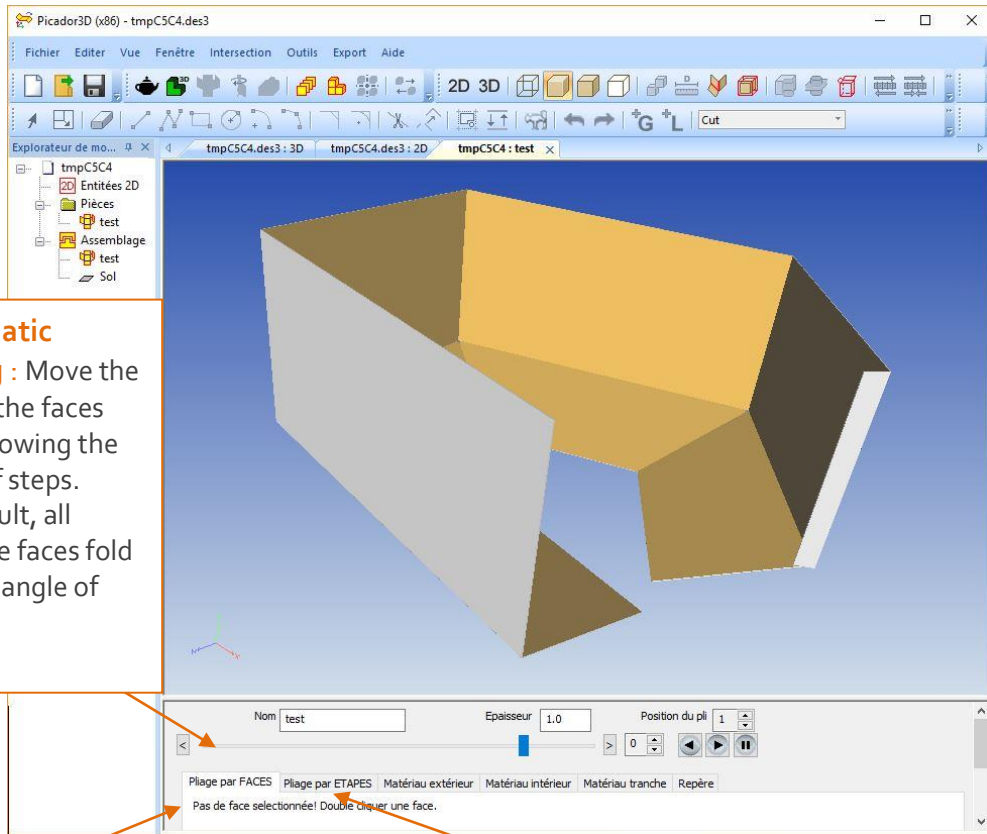 Picador3D (x86) - tmpC5C4.des3
Fichier Editer Vue Fenêtre Intersection Outils Export Aide
2D 3D
G L Cut
Explorateur de mo...
tmpC5C4.des3 : 3D tmpC5C4.des3 : 2D tmpC5C4 : test
tmpC5C4
2D Entitées 2D
Pièces
test
Assemblage
test
Sol
atic
: Move the
the faces
owing the
f steps.
ult, all
e faces fold
angle of
Nom test Epaisseur 1.0 Position du pli 1
< > 0
Pliage par FACES Pliage par ETAPES Matériau extérieur Matériau intérieur Matériau tranche Repère
Pas de face selectionnée! Double cliquer une face.